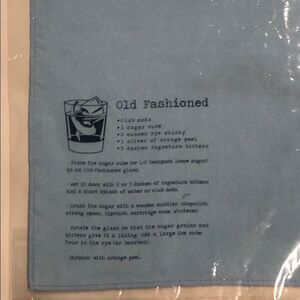 Old Fashioned
•Club soda
•1 sugar cube
•2 ounces rye whisky
•1 sliver of orange peel
•3 dashes Angostura bitters
· Place the sugar cube (or 1/2 teaspoon loose sugar)
in an Old-Fashioned glass.
· Wet it down with 2 or 3 dashes of Angostura bitters
and a short splash of water or club soda.
· Crush the sugar with a wooden muddler, chopstick,
strong spoon, lipstick, cartridge case, whatever.
· Rotate the glass so that the sugar grains and
bitters give it a lining. Add a large ice cube.
Pour in the rye (or bourbon).
· Garnish with orange peel.